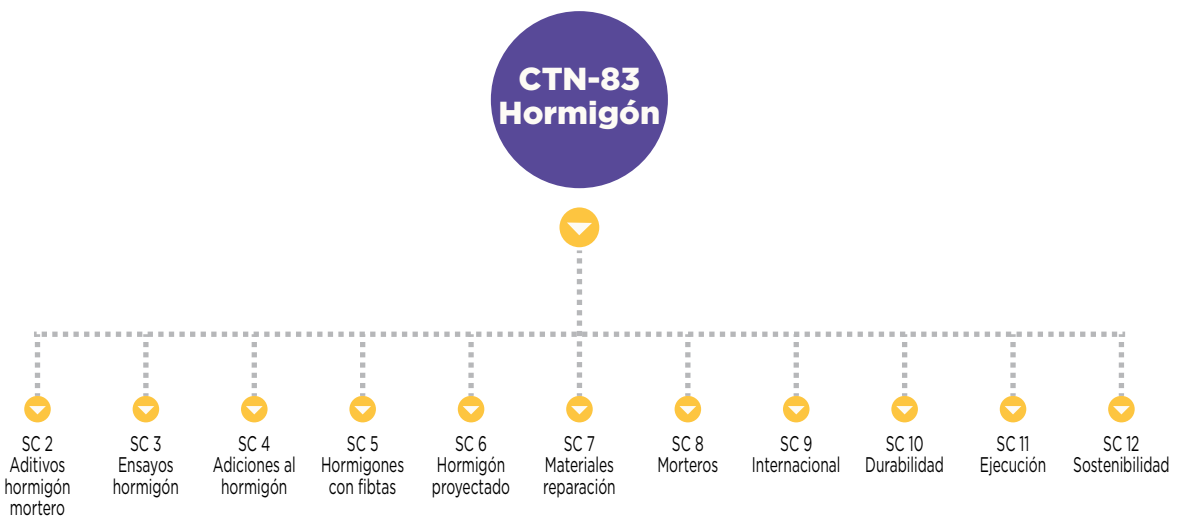 CTN-83
Hormigón
SC 2
Aditivos
hormigón
mortero
SC 3
Ensayos
hormigón
SC 4
Adiciones al
hormigón
SC 5
Hormigones
con fibtas
SC 6
Hormigón
proyectado
SC 7
Materiales
reparación
SC 8
Morteros
SC 9
Internacional
SC 10
Durabilidad
SC 11
Ejecución
SC 12
Sostenibilidad